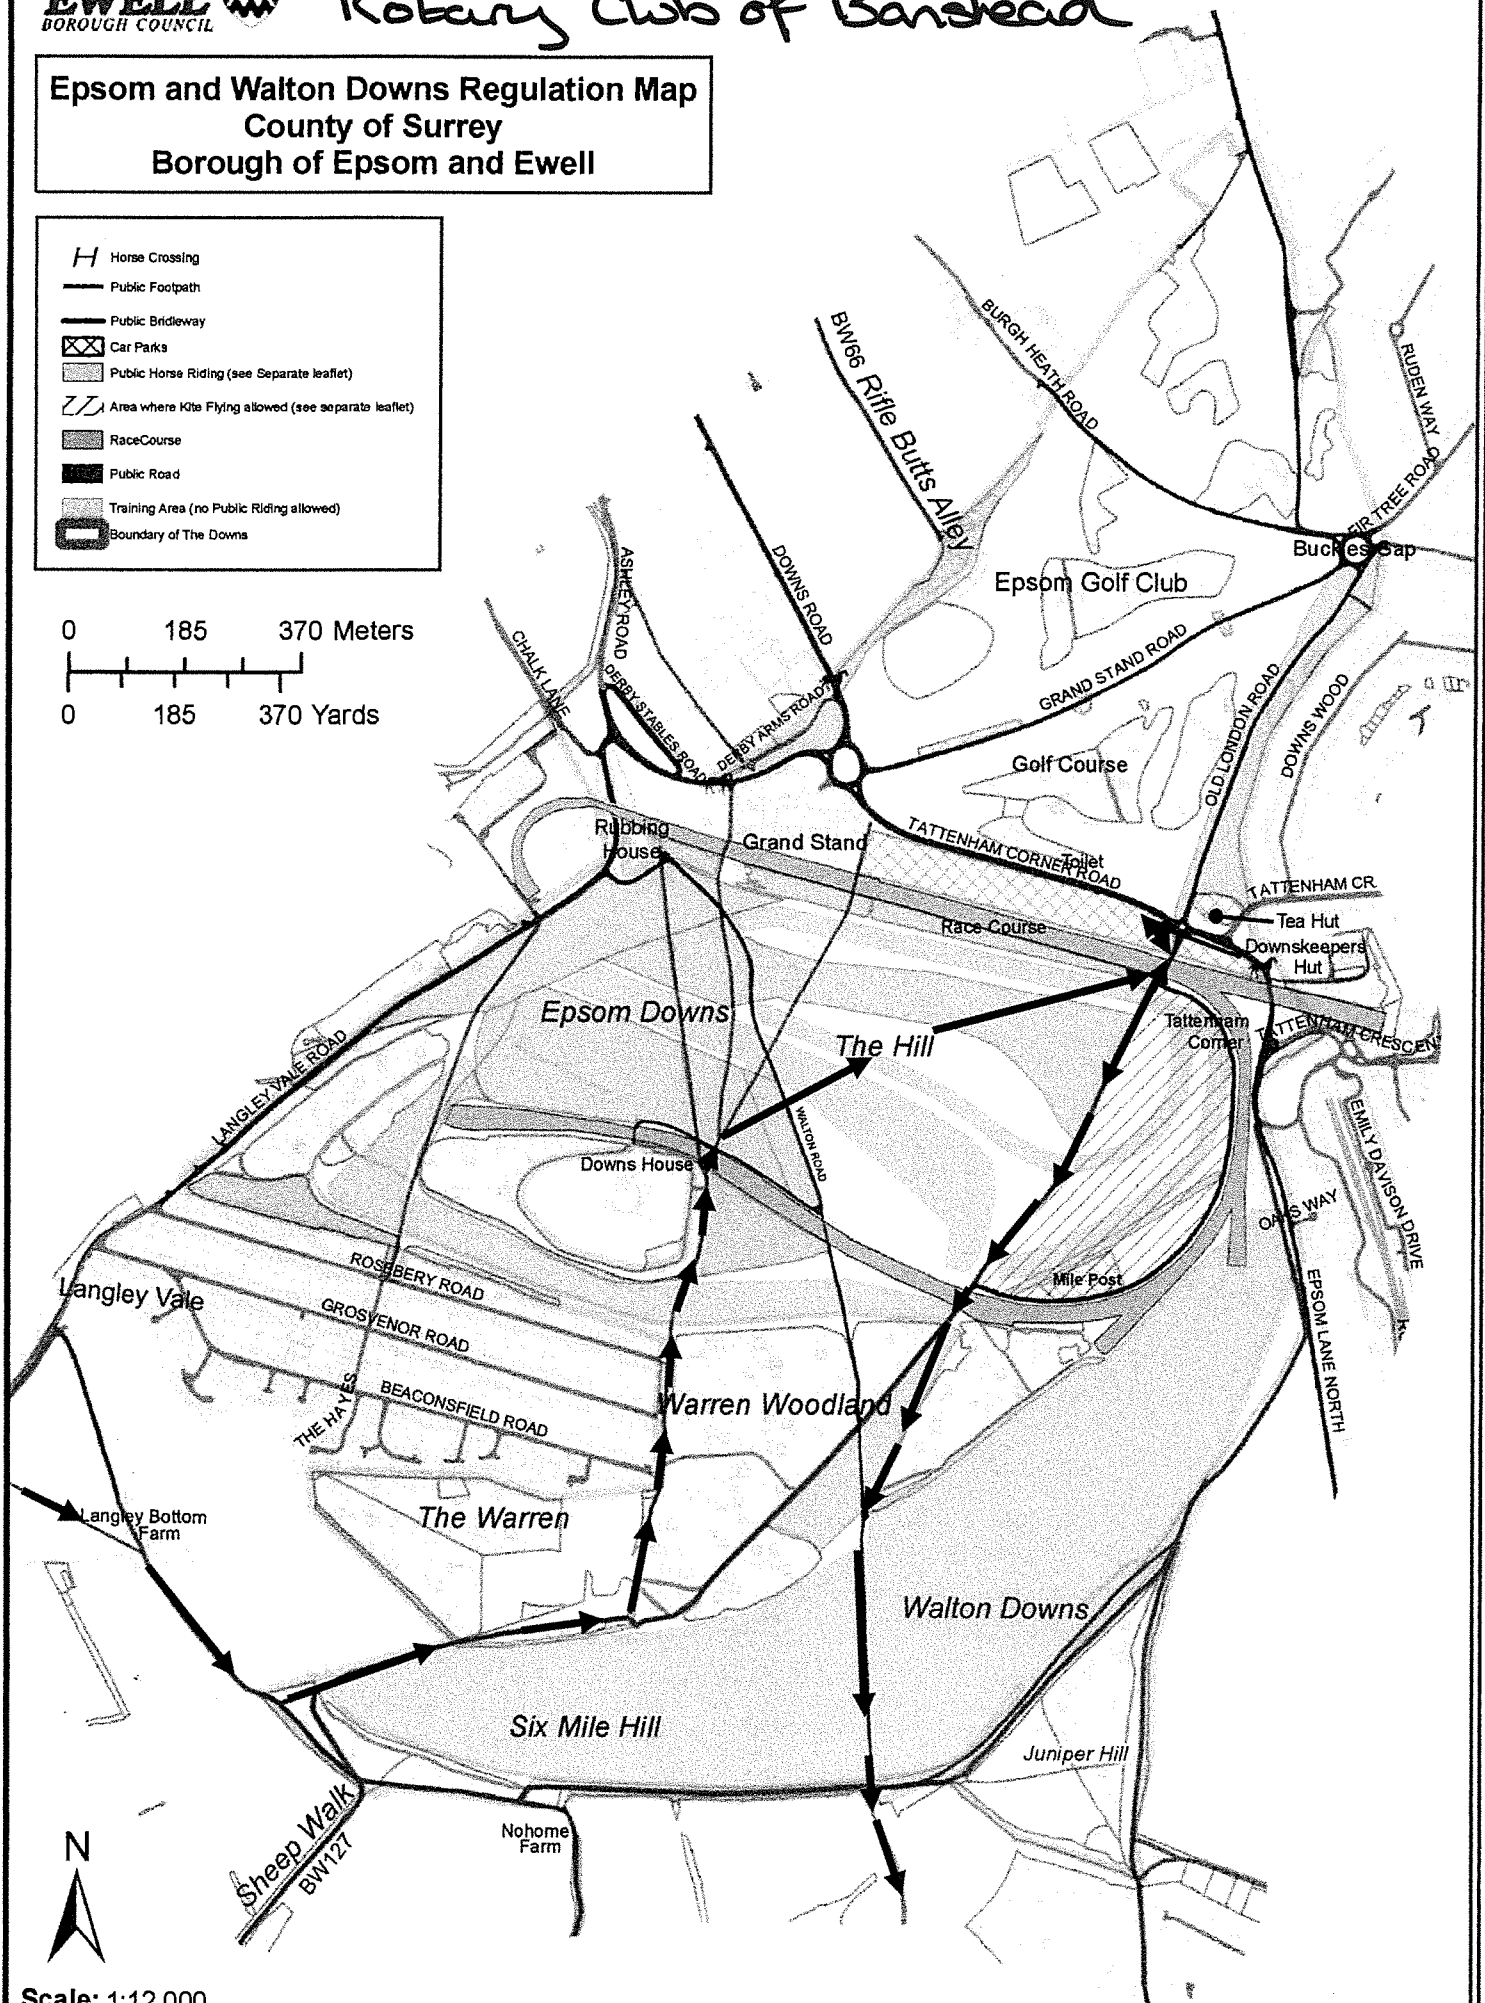 EWELL
BOROUGH COUNCIL
Rotary Club of Banstead
Epsom and Walton Downs Regulation Map
County of Surrey
Borough of Epsom and Ewell
Horse Crossing
Public Footpath
Public Bridleway
Car Parks
Public Horse Riding (see Separate leaflet)
Area where Kite Flying allowed (see separate leaflet)
RaceCourse
Public Road
Training Area (no Public Riding allowed)
Boundary of The Downs
0 185 370 Meters
0 185 370 Yards
BURGH HEATH ROAD
BW66 Rifle Butts Alley
RUDEN WAY
FIR TREE ROAD
Buckles Gap
Epsom Golf Club
DOWNS ROAD
ASHLEY ROAD
CHALK LANE
DERBY STABLES ROAD
DERBY ARMS ROAD
GRAND STAND ROAD
OLD LONDON ROAD
DOWNS WOOD
Golf Course
Rubbing
House
Grand Stand
TATTENHAM CORNER ROAD
Toilet
TATTENHAM CR
Tea Hut
Race Course
Downskeepers
Hut
Epsom Downs
The Hill
Tattenham
Corner
TATTENHAM CRESCEN
LANGLEY VALE ROAD
WALTON ROAD
Downs House
EMILY DAVISON DRIVE
OAKS WAY
Mile Post
EPSOM LANE NORTH
ROSEBERY ROAD
Langley Vale
GROSVENOR ROAD
BEACONSFIELD ROAD
THE HAYES
Warren Woodland
The Warren
Langley Bottom
Farm
Walton Downs
Six Mile Hill
Juniper Hill
Sheep Walk
BW127
Nohome
Farm
N
Scale: 1:12,000